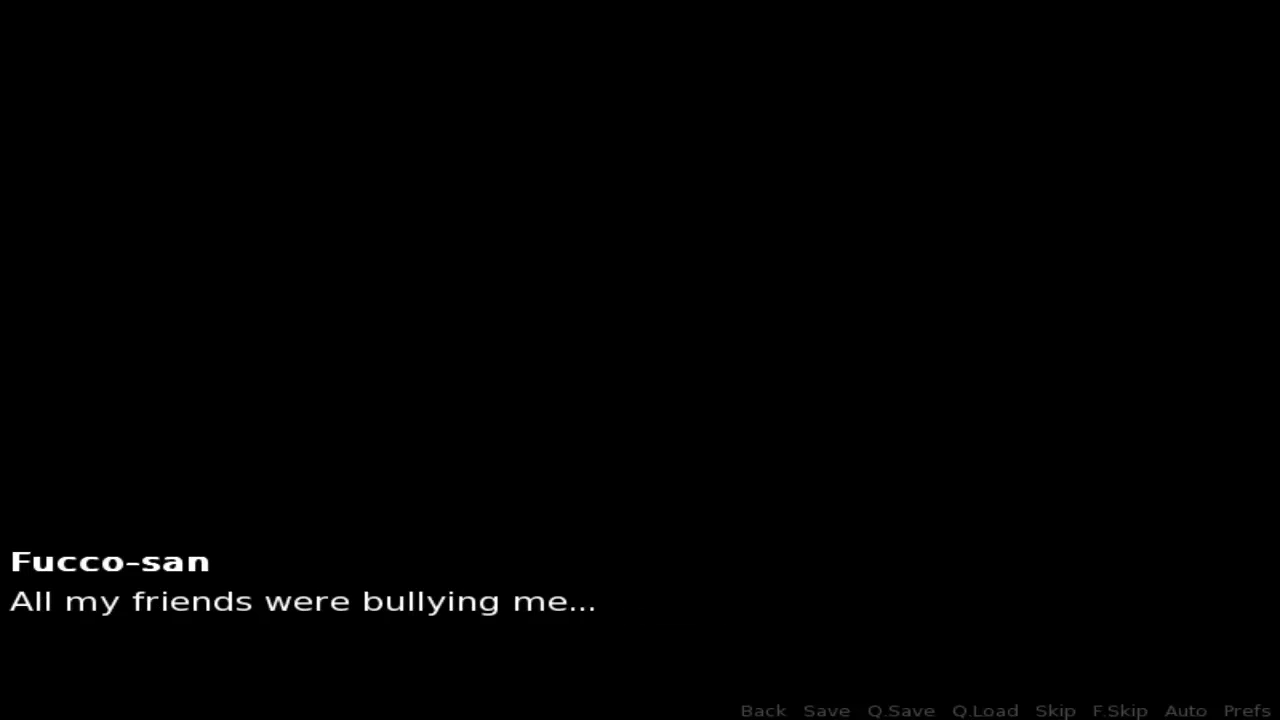 Fucco-san
All my friends were bullying me...
Back Save Q.Save Q.Load Skip F.Skip Auto Prefs